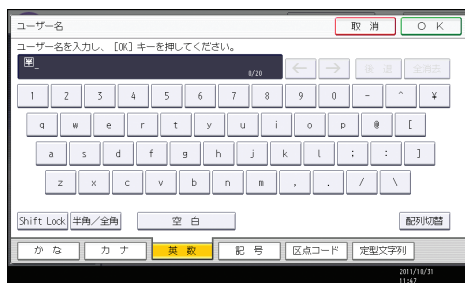 ユーザー名
取 消
O K
ユーザー名を入力し、[OK] キーを押してください。
半_
0/20
← → 後 退 全消去
1 2 3 4 5 6 7 8 9 0 - ^ ¥
q w e r t y u i o p @ [
a s d f g h j k l ; : ]
z x c v b n m , . / \
Shift Lock 半角／全角 空 白 配列切替
か な カ ナ 英 数 記 号 区点コード 定型文字列
2011/10/31
11:47